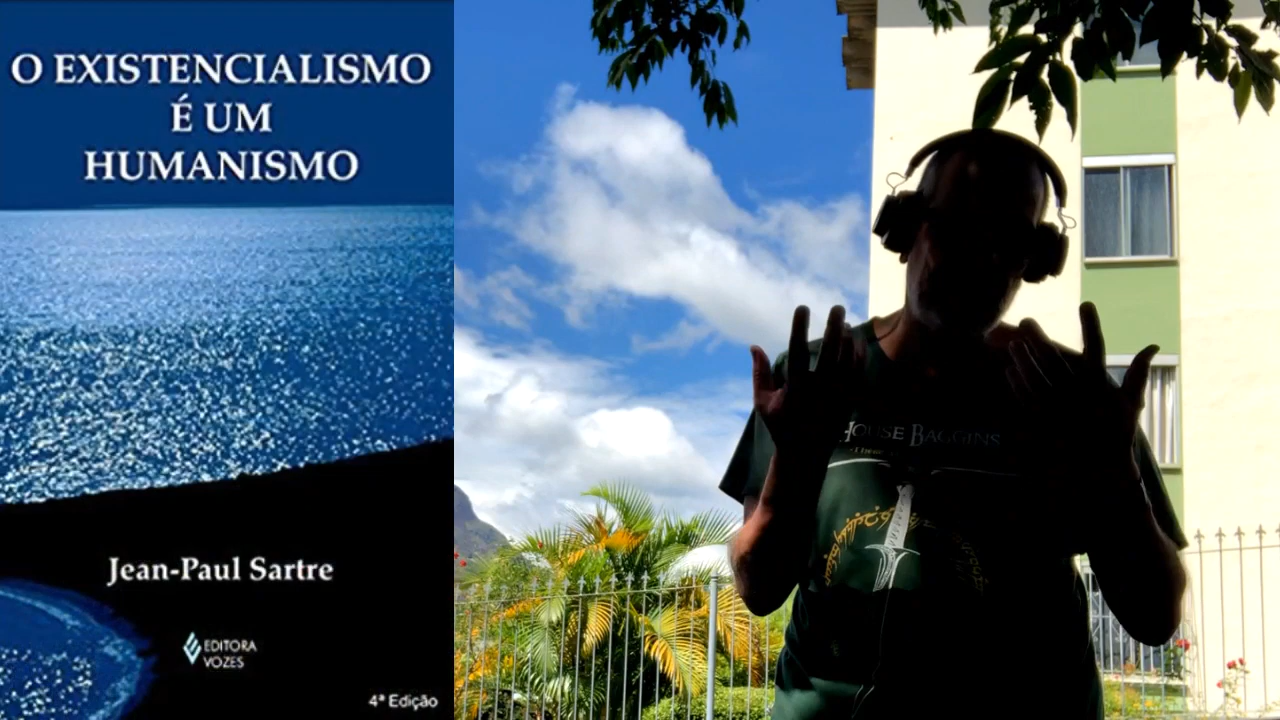 O EXISTENCIALISMO
É UM
HUMANISMO
Jean-Paul Sartre
EDITORA
VOZES
4ª Edição
HOUSE BAGGINS